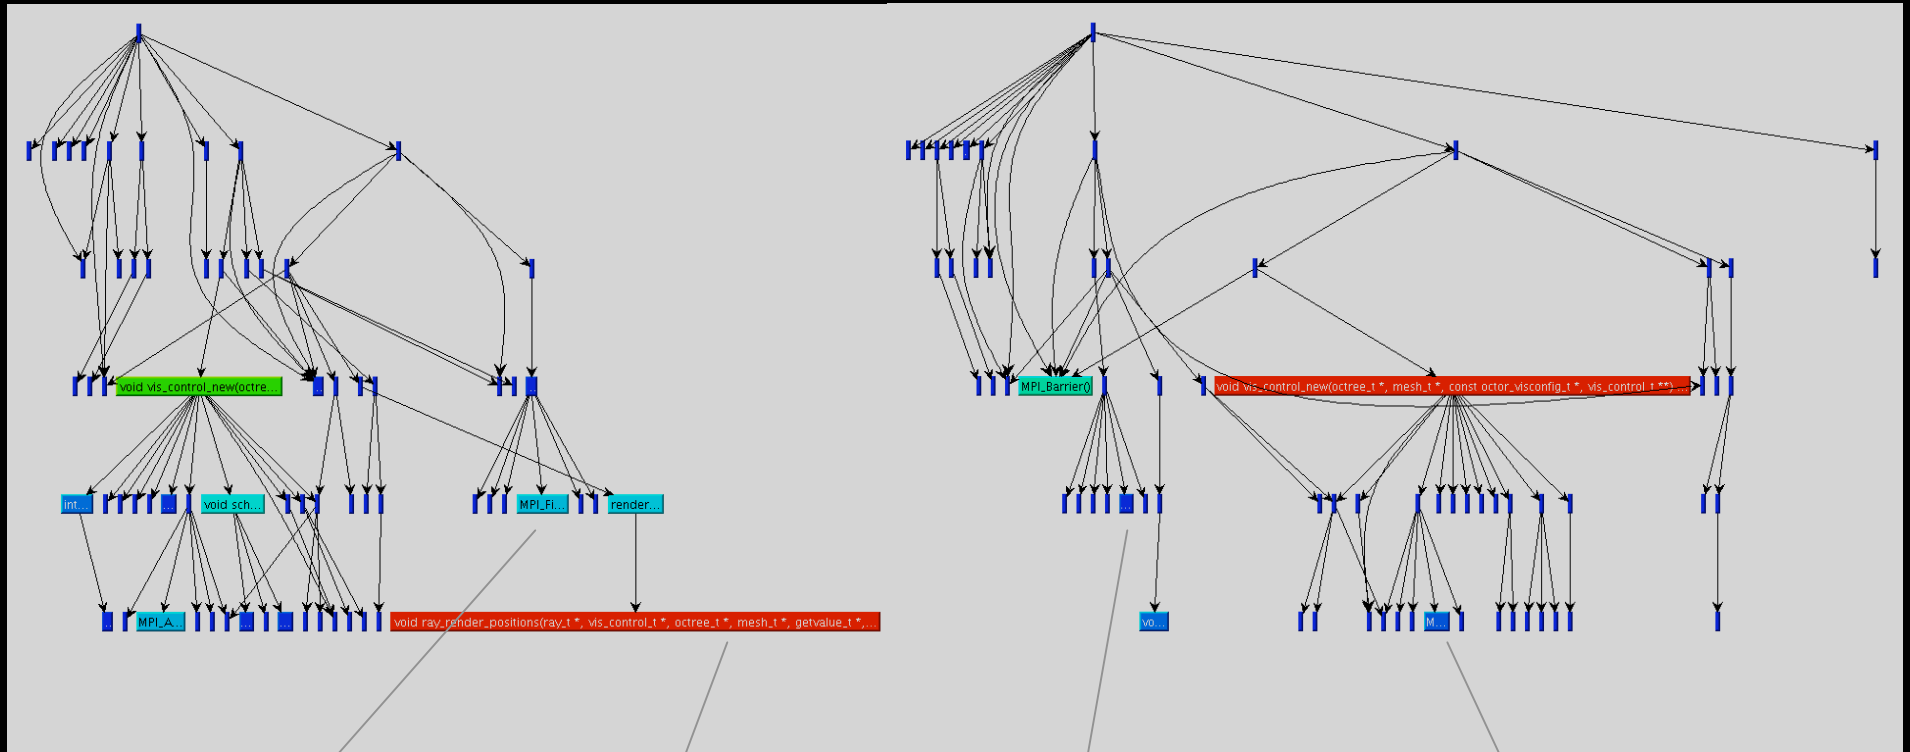 void vis_control_new(octre...
..
..
MPI_Barrier()
void vis_control_new(octree_t *, mesh_t *, const octor_visconfig_t *, vis_control_t **) ...
int...
...
void sch...
MPI_Fi...
render...
...
..
MPI_A...
...
...
void ray_render_positions(ray_t *, vis_control_t *, octree_t *, mesh_t *, getvalue_t *,...
vo...
M...